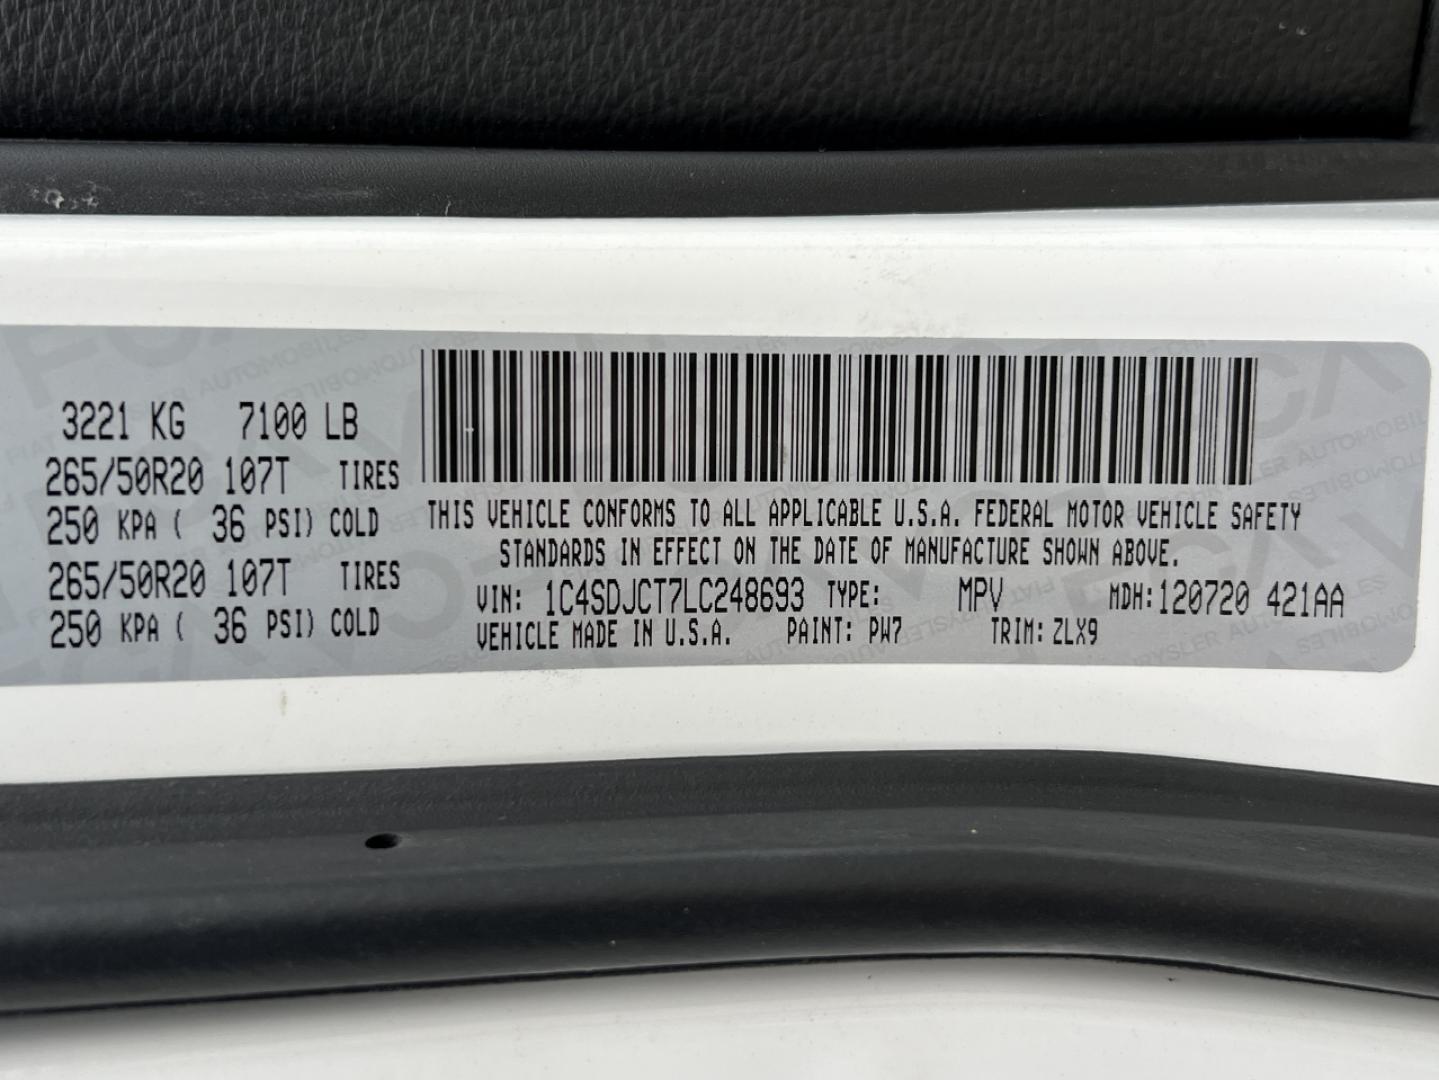 3221 KG 7100 LB
265/50R20 107T TIRES
250 KPA ( 36 PSI) COLD
265/50R20 107T TIRES
250 KPA ( 36 PSI) COLD
THIS VEHICLE CONFORMS TO ALL APPLICABLE U.S.A. FEDERAL MOTOR VEHICLE SAFETY
STANDARDS IN EFFECT ON THE DATE OF MANUFACTURE SHOWN ABOVE.
VIN: 1C4SDJCT7LC248693 TYPE: MPV MDH:120720 421AA
VEHICLE MADE IN U.S.A. PAINT: PW7 TRIM:ZLX9